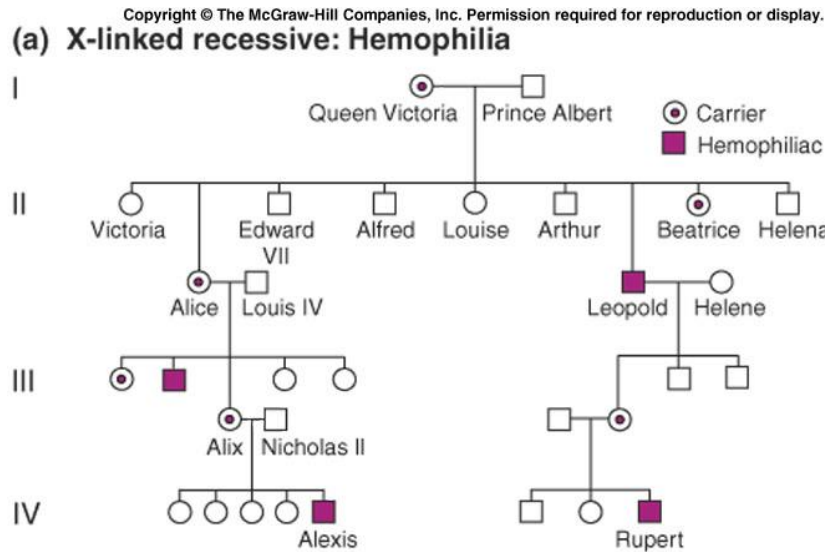 Copyright © The McGraw-Hill Companies, Inc. Permission required for reproduction or display.
(a) X-linked recessive: Hemophilia
I
Queen Victoria Prince Albert
Carrier
Hemophiliac
II
Victoria Edward VII Alfred Louise Arthur Beatrice Helena
Alice Louis IV Leopold Helene
III
Alix Nicholas II
IV
Alexis Rupert